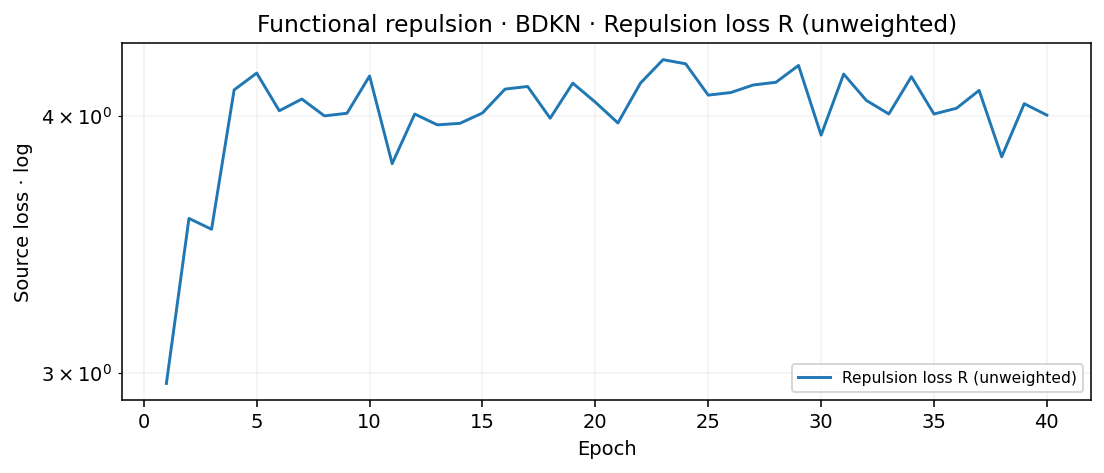 Functional repulsion · BDKN · Repulsion loss R (unweighted)
Source loss · log
4 × 10⁰
3 × 10⁰
Repulsion loss R (unweighted)
0 5 10 15 20 25 30 35 40
Epoch